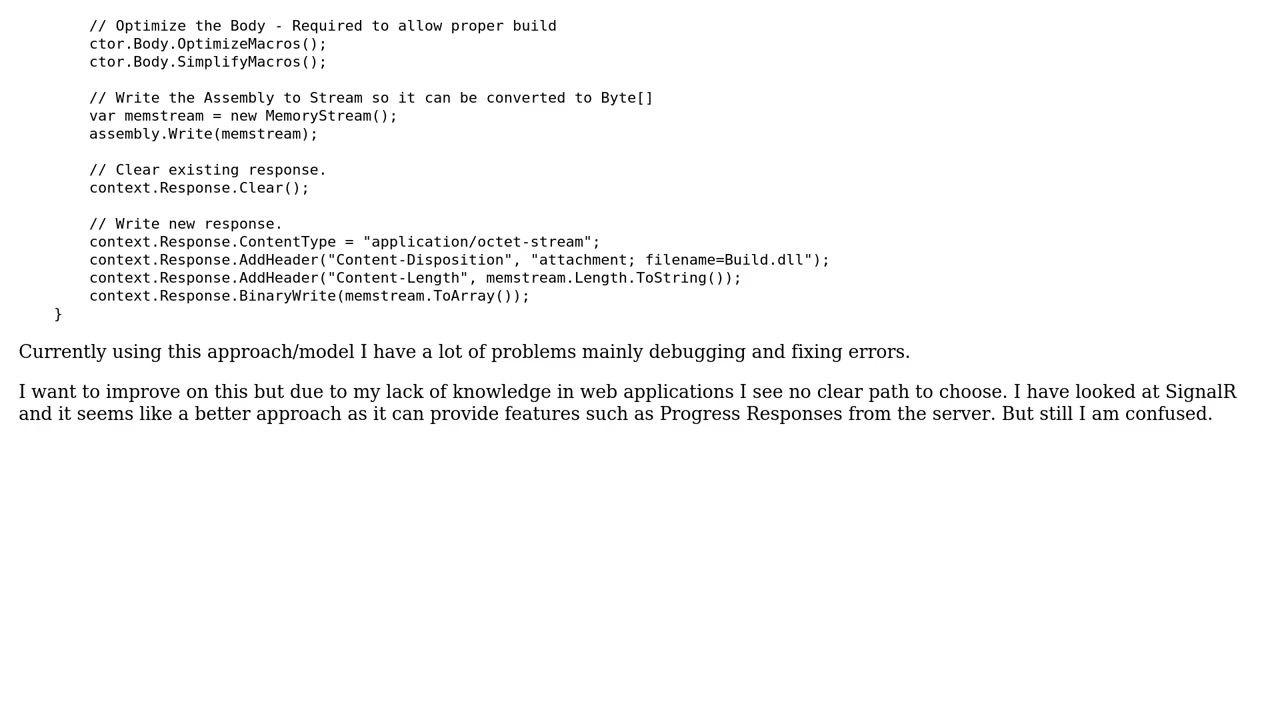 // Optimize the Body - Required to allow proper build
ctor.Body.OptimizeMacros();
ctor.Body.SimplifyMacros();
// Write the Assembly to Stream so it can be converted to Byte[]
var memstream = new MemoryStream();
assembly.Write(memstream);
// Clear existing response.
context.Response.Clear();
// Write new response.
context.Response.ContentType = "application/octet-stream";
context.Response.AddHeader("Content-Disposition", "attachment; filename=Build.dll");
context.Response.AddHeader("Content-Length", memstream.Length.ToString());
context.Response.BinaryWrite(memstream.ToArray());
}
Currently using this approach/model I have a lot of problems mainly debugging and fixing errors.
I want to improve on this but due to my lack of knowledge in web applications I see no clear path to choose. I have looked at SignalR
and it seems like a better approach as it can provide features such as Progress Responses from the server. But still I am confused.